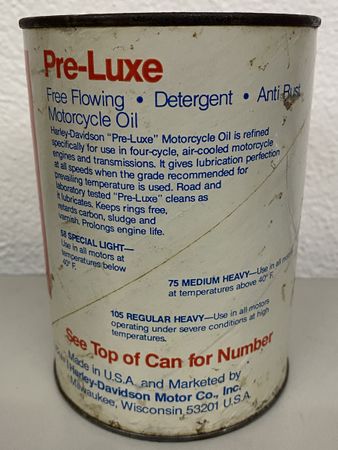 Pre-Luxe
Free Flowing • Detergent • Anti Rust
Motorcycle Oil
Harley-Davidson "Pre-Luxe" Motorcycle Oil is refined
specifically for use in four-cycle, air-cooled motorcycle
engines and transmissions. It gives lubrication perfection
at all speeds when the grade recommended for
prevailing temperature is used. Road and
laboratory tested "Pre-Luxe" cleans as
it lubricates. Keeps rings free,
retards carbon, sludge and
varnish. Prolongs engine life.
58 SPECIAL LIGHT—
Use in all motors at
temperatures below
40° F.
75 MEDIUM HEAVY—Use in all motors
at temperatures above 40° F.
105 REGULAR HEAVY—Use in all motors
operating under severe conditions at high
temperatures.
See Top of Can for Number
Made in U.S.A. and Marketed by
Harley-Davidson Motor Co., Inc.
Milwaukee, Wisconsin 53201 U.S.A.